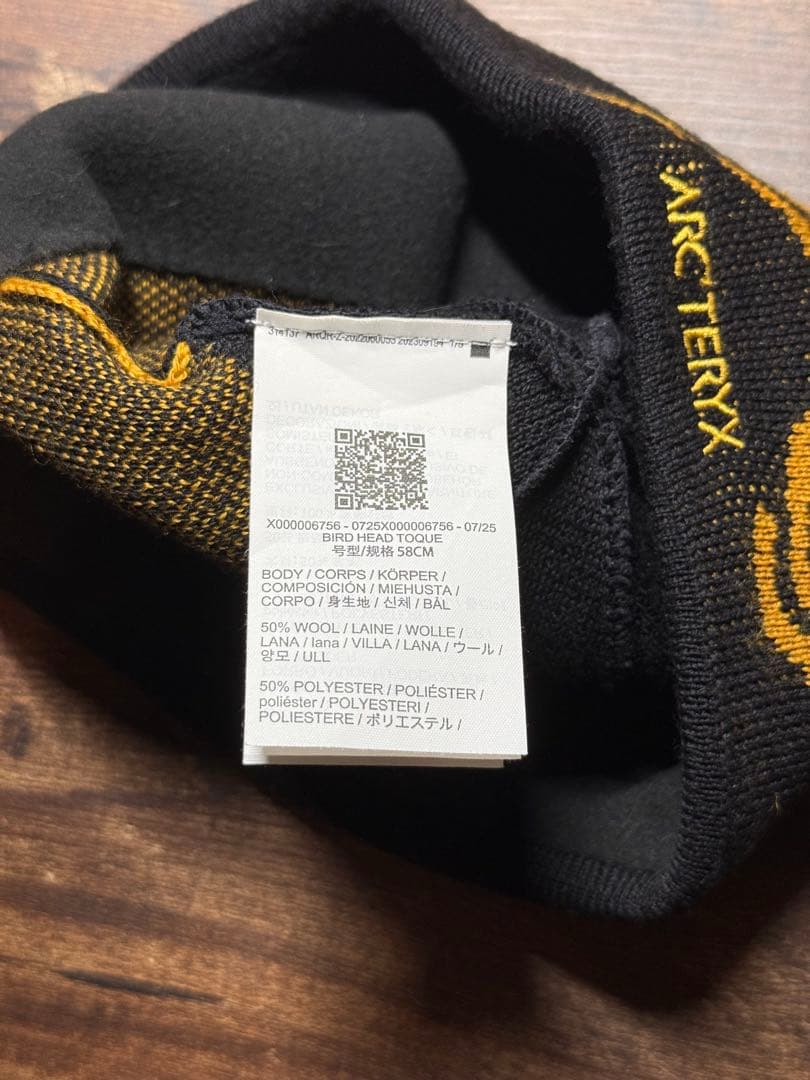 ARC'TERYX
X000006756 - 0725X000006756 - 07/25
BIRD HEAD TOQUE
号型/规格 58CM
BODY / CORPS / KÖRPER /
COMPOSICIÓN / MIEHUSTA /
CORPO / 身生地 / 신체 / BÅL
50% WOOL / LAINE / WOLLE /
LANA / lana / VILLA / LANA / ウール /
양모 / ULL
50% POLYESTER / POLIÉSTER /
poliéster / POLYESTERI /
POLIESTERE / ポリエステル /